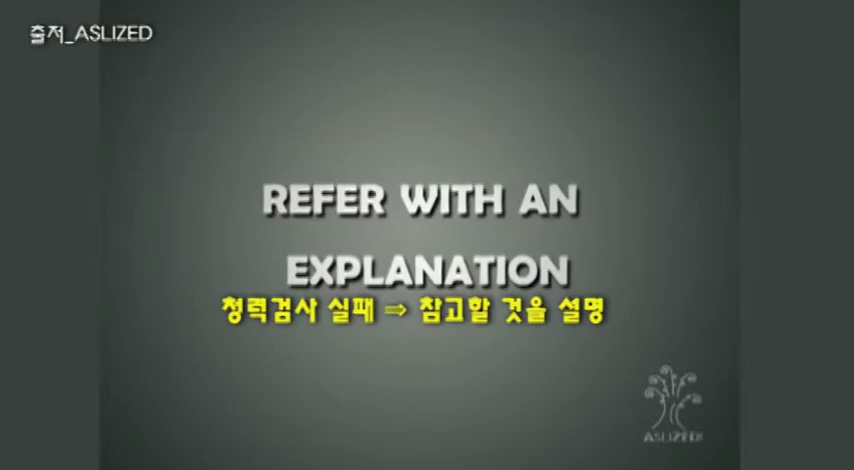 출저_ASLIZED
REFER WITH AN
EXPLANATION
청력검사 실패 ⇨ 참고할 것을 설명
ASLIZED!